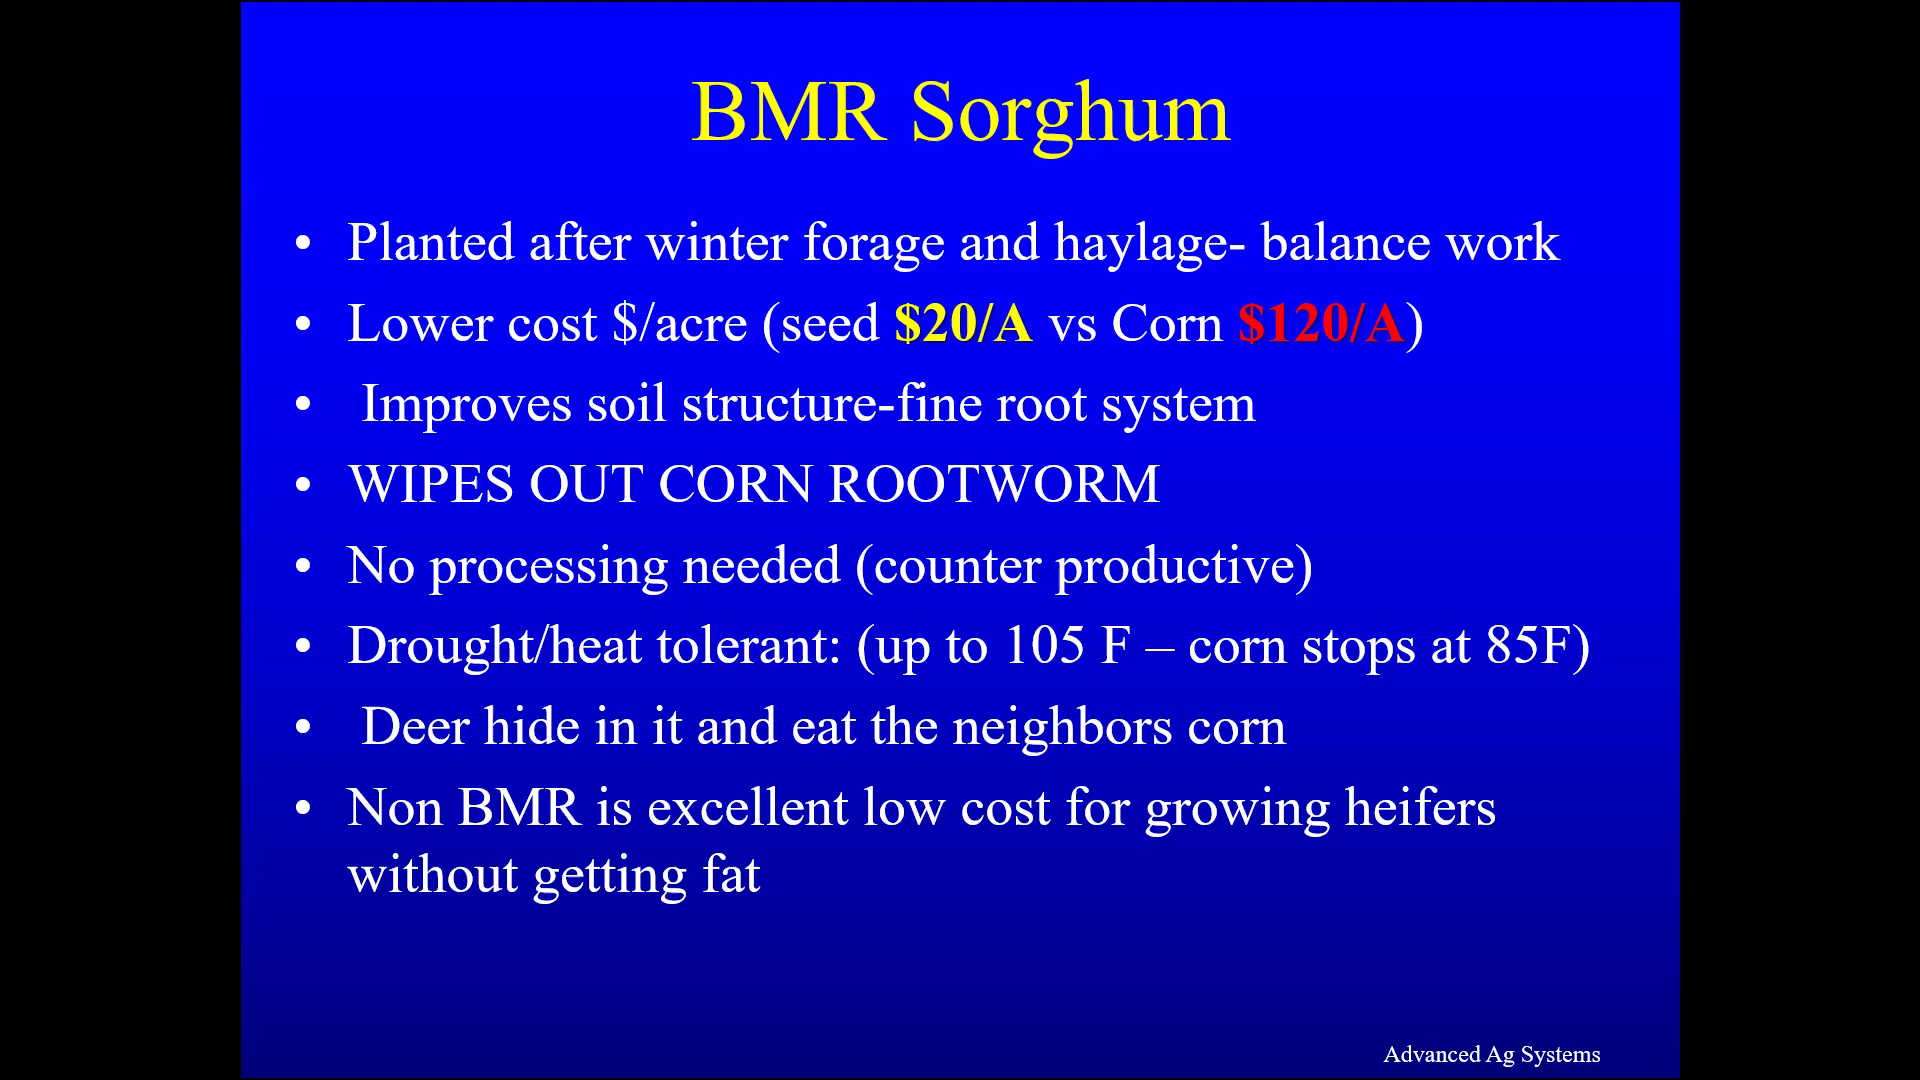 BMR Sorghum
• Planted after winter forage and haylage- balance work
• Lower cost $/acre (seed $20/A vs Corn $120/A)
• Improves soil structure-fine root system
• WIPES OUT CORN ROOTWORM
• No processing needed (counter productive)
• Drought/heat tolerant: (up to 105 F – corn stops at 85F)
• Deer hide in it and eat the neighbors corn
• Non BMR is excellent low cost for growing heifers
without getting fat
Advanced Ag Systems